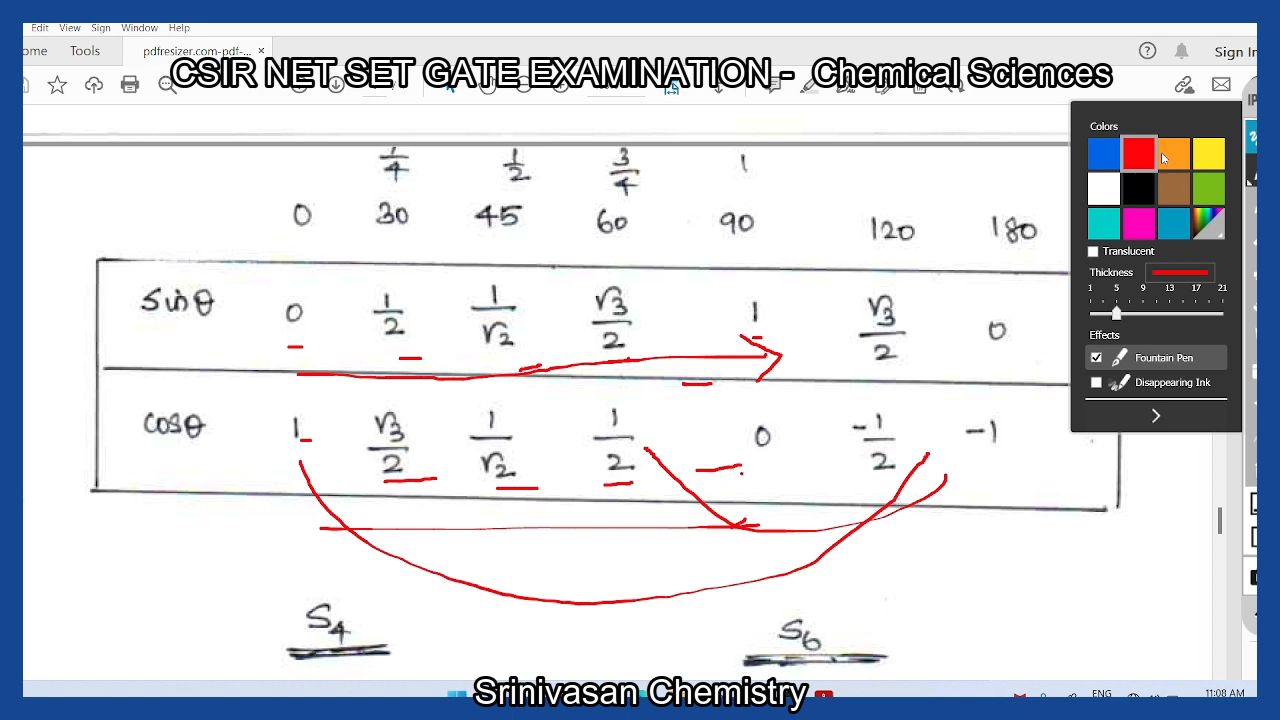 Edit View Sign Window Help
ome Tools pdfresizer.com-pdf-... × Sign In
CSIR NET SET GATE EXAMINATION - Chemical Sciences
Colors
1/4 1/2 3/4 1
0 30 45 60 90 120 180
Sinθ 0 1/2 1/√2 √3/2 1 √3/2 0
cosθ 1 √3/2 1/√2 1/2 0 -1/2 -1
Translucent
Thickness
1 5 9 13 17 21
Effects
Fountain Pen
Disappearing Ink
S4 S6
Srinivasan Chemistry
ENG 11:08 AM